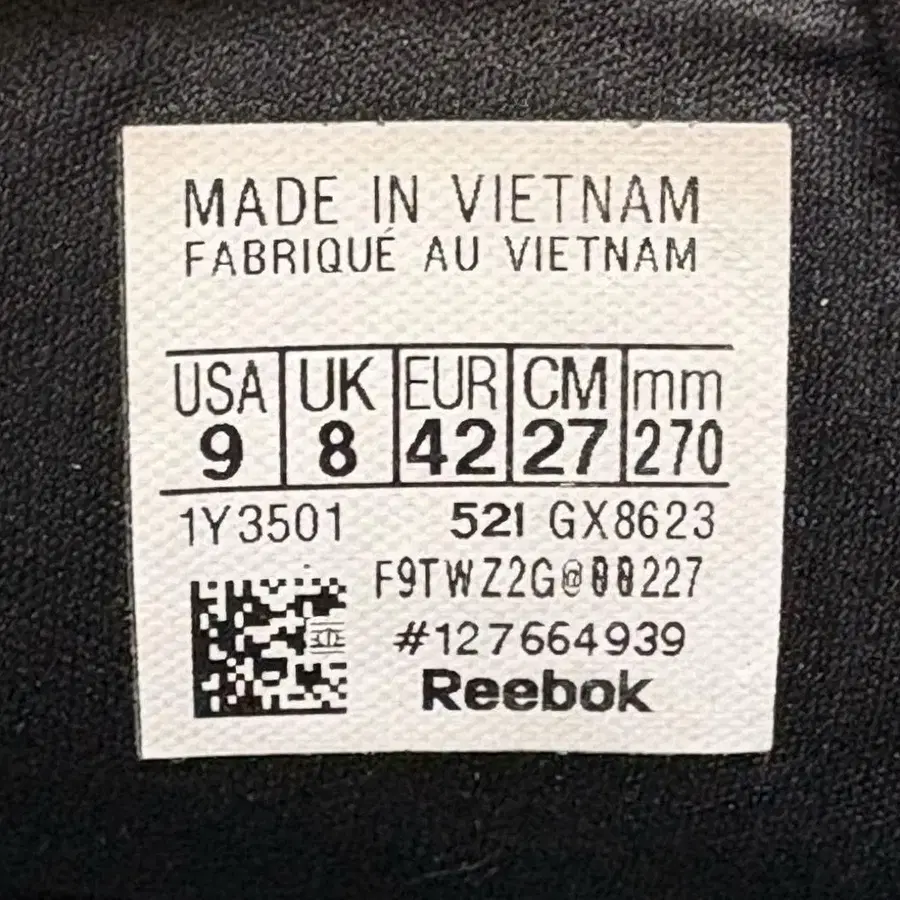 MADE IN VIETNAM
FABRIQUÉ AU VIETNAM
USA UK EUR CM mm
9 8 42 27 270
1Y3501 521 GX8623
F9TWZ2G@00227
#127664939
Reebok